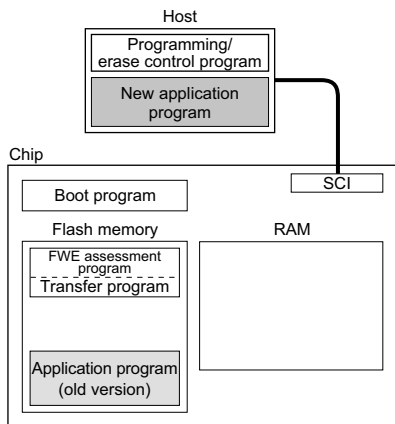 Host
Programming/
erase control program
New application
program
Chip
SCI
Boot program
Flash memory
RAM
FWE assessment
program
Transfer program
Application program
(old version)